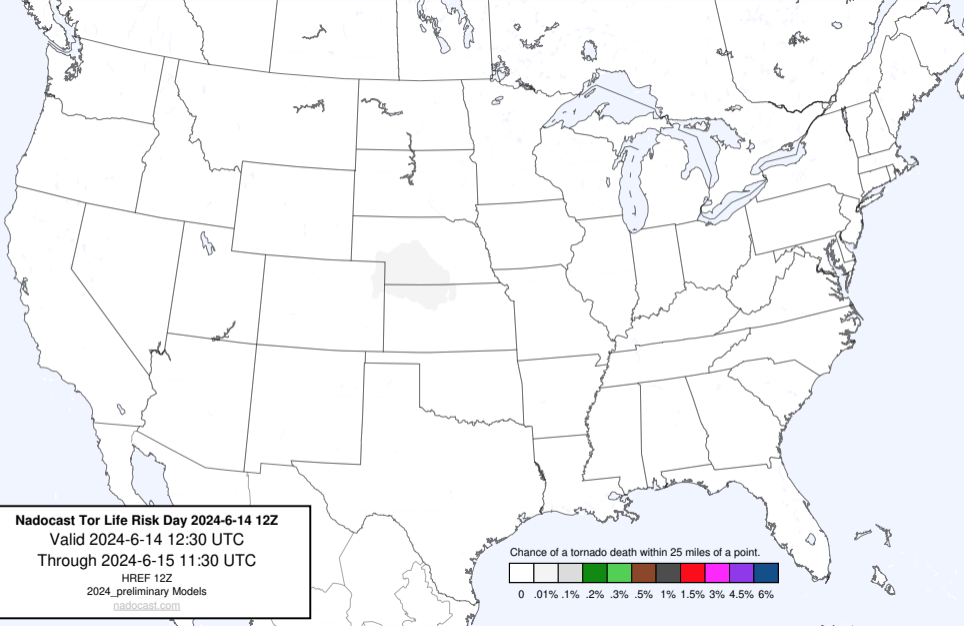 Nadocast Tor Life Risk Day 2024-6-14 12Z
Valid 2024-6-14 12:30 UTC
Through 2024-6-15 11:30 UTC
HREF 12Z
2024_preliminary Models
nadocast.com
Chance of a tornado death within 25 miles of a point.
0 .01% .1% .2% .3% .5% 1% 1.5% 3% 4.5% 6%